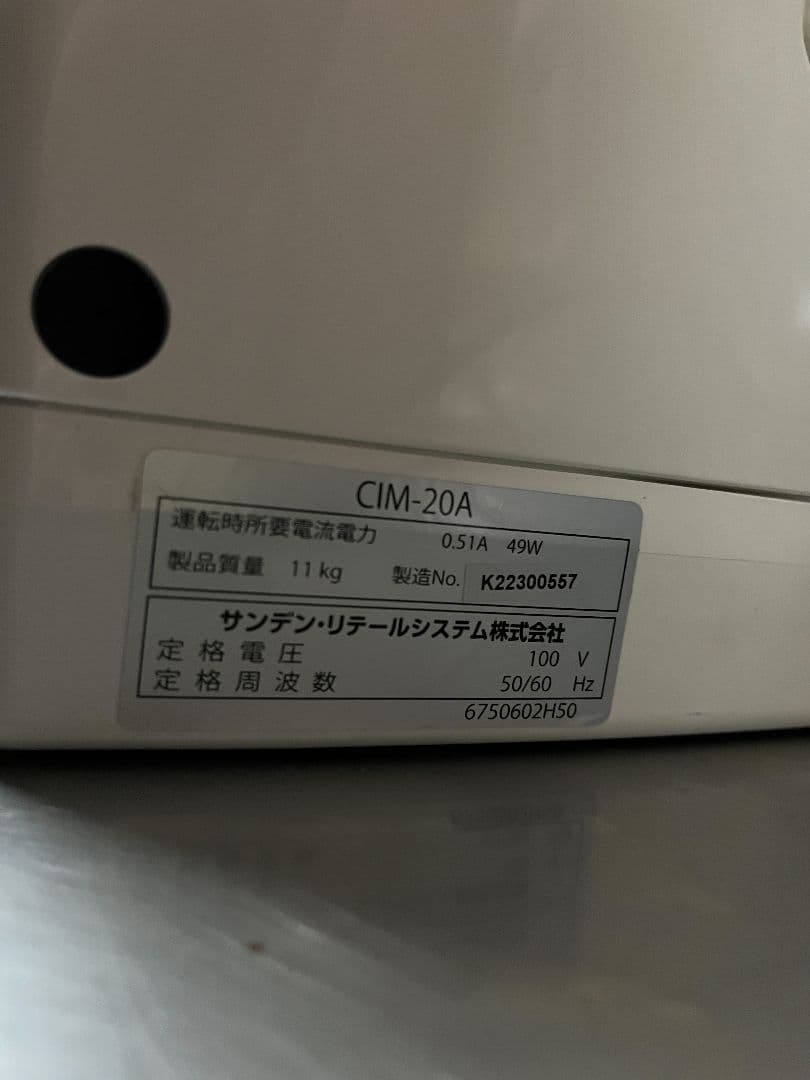 CIM-20A
運転時所要電流電力 0.51A 49W
製品質量 11kg 製造No. K22300557
サンデン・リテールシステム株式会社
定格電圧 100 V
定格周波数 50/60 Hz
6750602H50